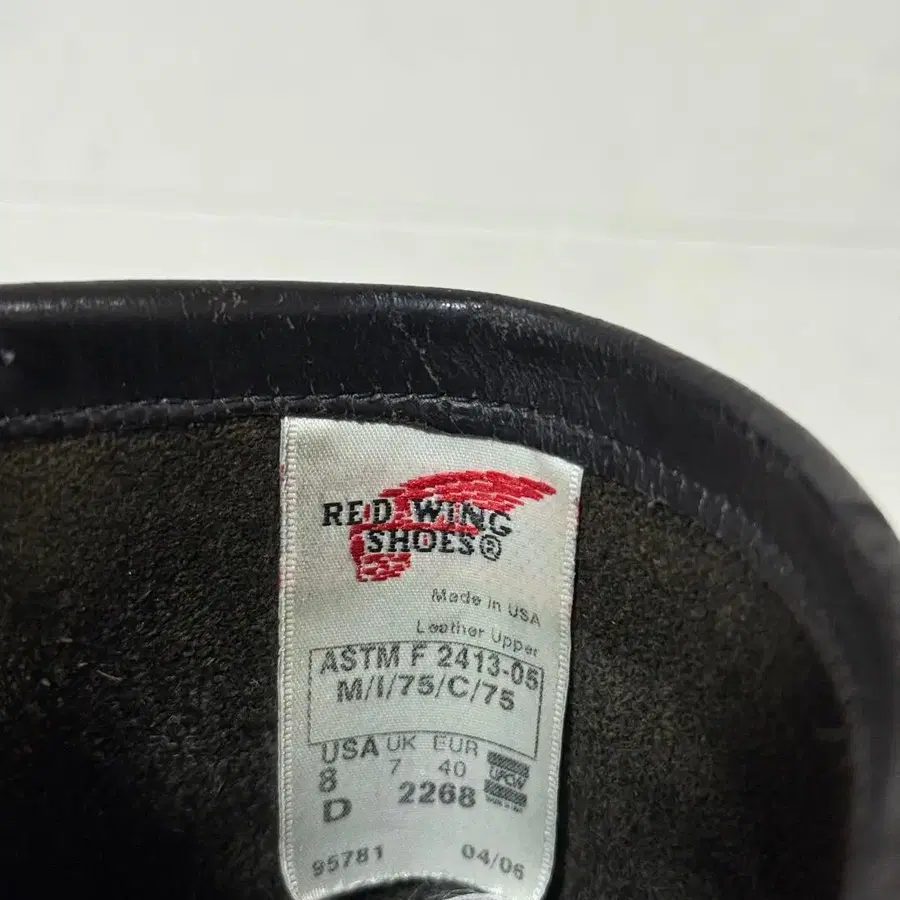 RED WING
SHOES®
Made in USA
Leather Upper
ASTM F 2413-05
M/I/75/C/75
USA UK EUR
8 7 40
D 2268
UFCW
95781 04/06